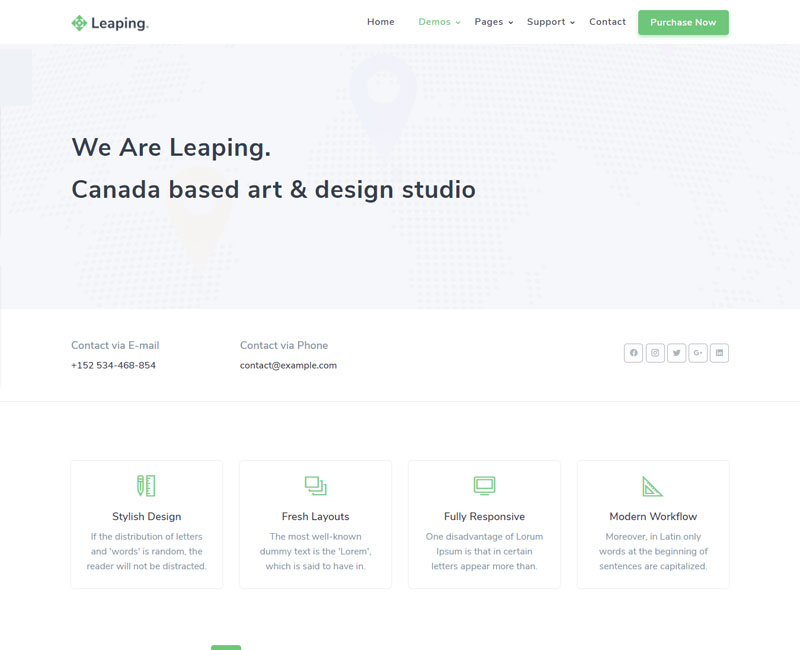 Leaping.
Home Demos Pages Support Contact Purchase Now
We Are Leaping.
Canada based art & design studio
Contact via E-mail
+152 534-468-854
Contact via Phone
contact@example.com
Stylish Design
If the distribution of letters
and 'words' is random, the
reader will not be distracted.
Fresh Layouts
The most well-known
dummy text is the 'Lorem',
which is said to have in.
Fully Responsive
One disadvantage of Lorum
Ipsum is that in certain
letters appear more than.
Modern Workflow
Moreover, in Latin only
words at the beginning of
sentences are capitalized.